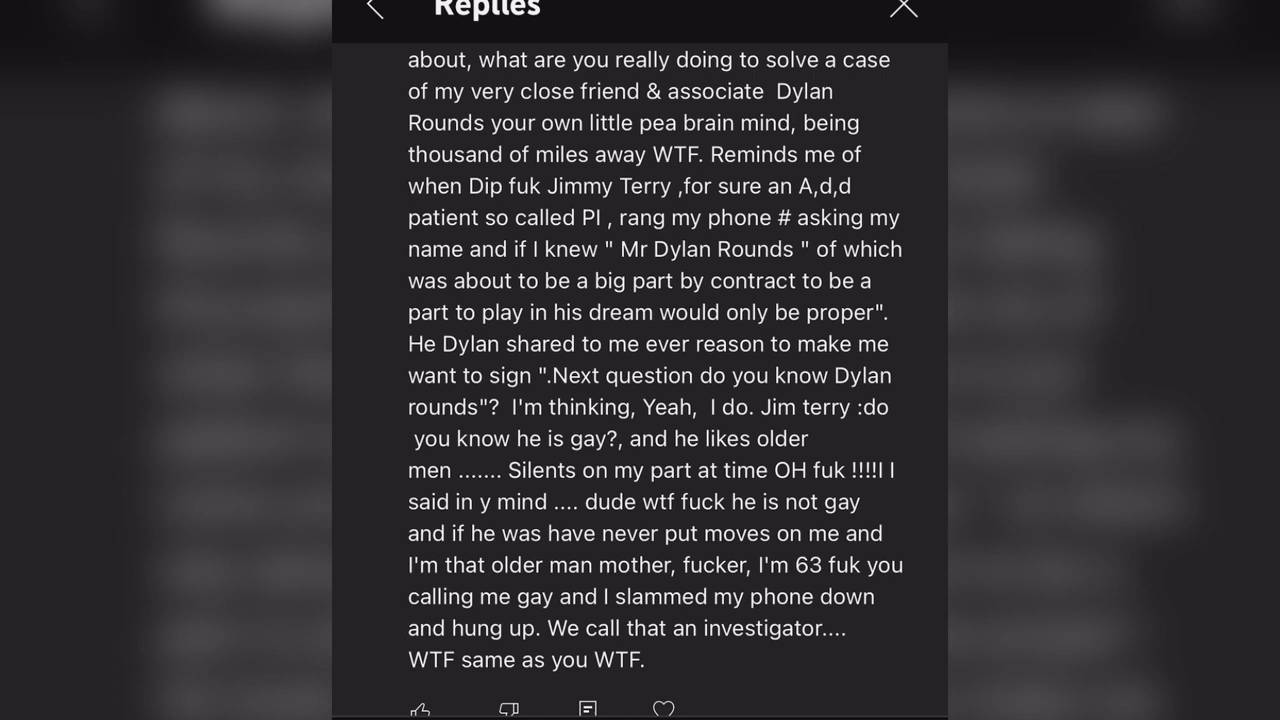 Replies
about, what are you really doing to solve a case
of my very close friend & associate  Dylan
Rounds your own little pea brain mind, being
thousand of miles away WTF. Reminds me of
when Dip fuk Jimmy Terry ,for sure an A,d,d
patient so called PI , rang my phone # asking my
name and if I knew " Mr Dylan Rounds " of which
was about to be a big part by contract to be a
part to play in his dream would only be proper".
He Dylan shared to me ever reason to make me
want to sign ".Next question do you know Dylan
rounds"?  I'm thinking, Yeah,  I do. Jim terry :do
you know he is gay?, and he likes older
men ....... Silents on my part at time OH fuk !!!!I I
said in y mind .... dude wtf fuck he is not gay
and if he was have never put moves on me and
I'm that older man mother, fucker, I'm 63 fuk you
calling me gay and I slammed my phone down
and hung up. We call that an investigator....
WTF same as you WTF.